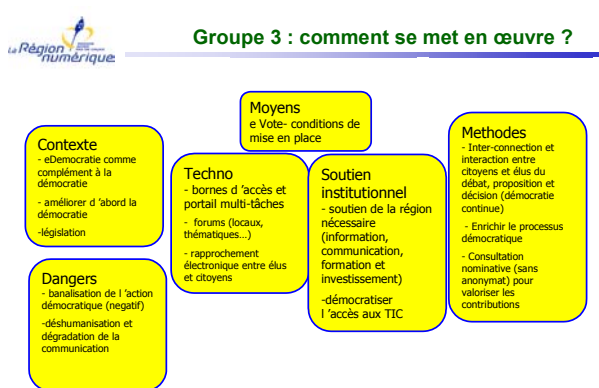 La Région
numérique
Groupe 3 : comment se met en œuvre ?
Moyens
e Vote- conditions de
mise en place
Contexte
- eDemocratie comme
complément à la
démocratie
- améliorer d 'abord la
démocratie
-législation
Dangers
- banalisation de l 'action
démocratique (negatif)
-déshumanisation et
dégradation de la
communication
Techno
- bornes d 'accès et
portail multi-tâches
- forums (locaux,
thématiques...)
- rapprochement
électronique entre élus
et citoyens
Soutien
institutionnel
- soutien de la région
nécessaire
(information,
communication,
formation et
investissement)
-démocratiser
l 'accès aux TIC
Methodes
- Inter-connection et
interaction entre
citoyens et élus du
débat, proposition et
décision (démocratie
continue)
- Enrichir le processus
démocratique
- Consultation
nominative (sans
anonymat) pour
valoriser les
contributions